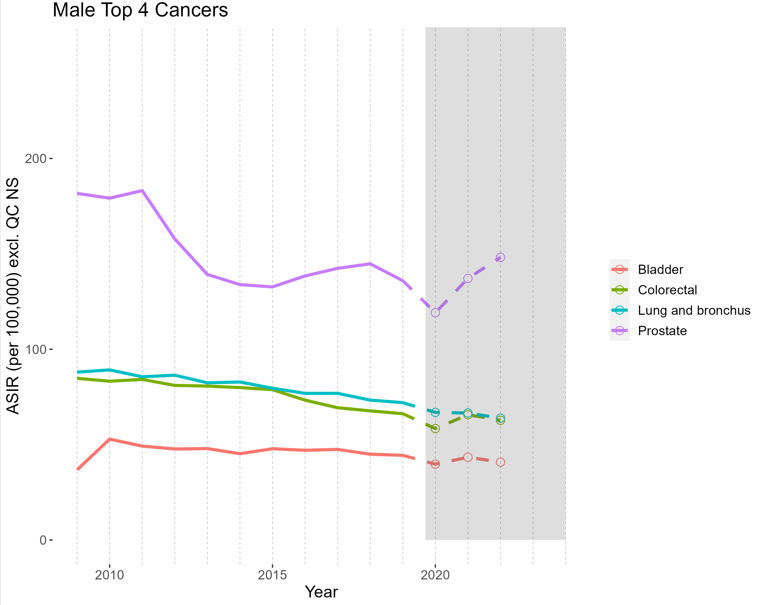 Male Top 4 Cancers
ASIR (per 100,000) excl. QC NS
200
100
0
2010
2015
2020
Year
Bladder
Colorectal
Lung and bronchus
Prostate